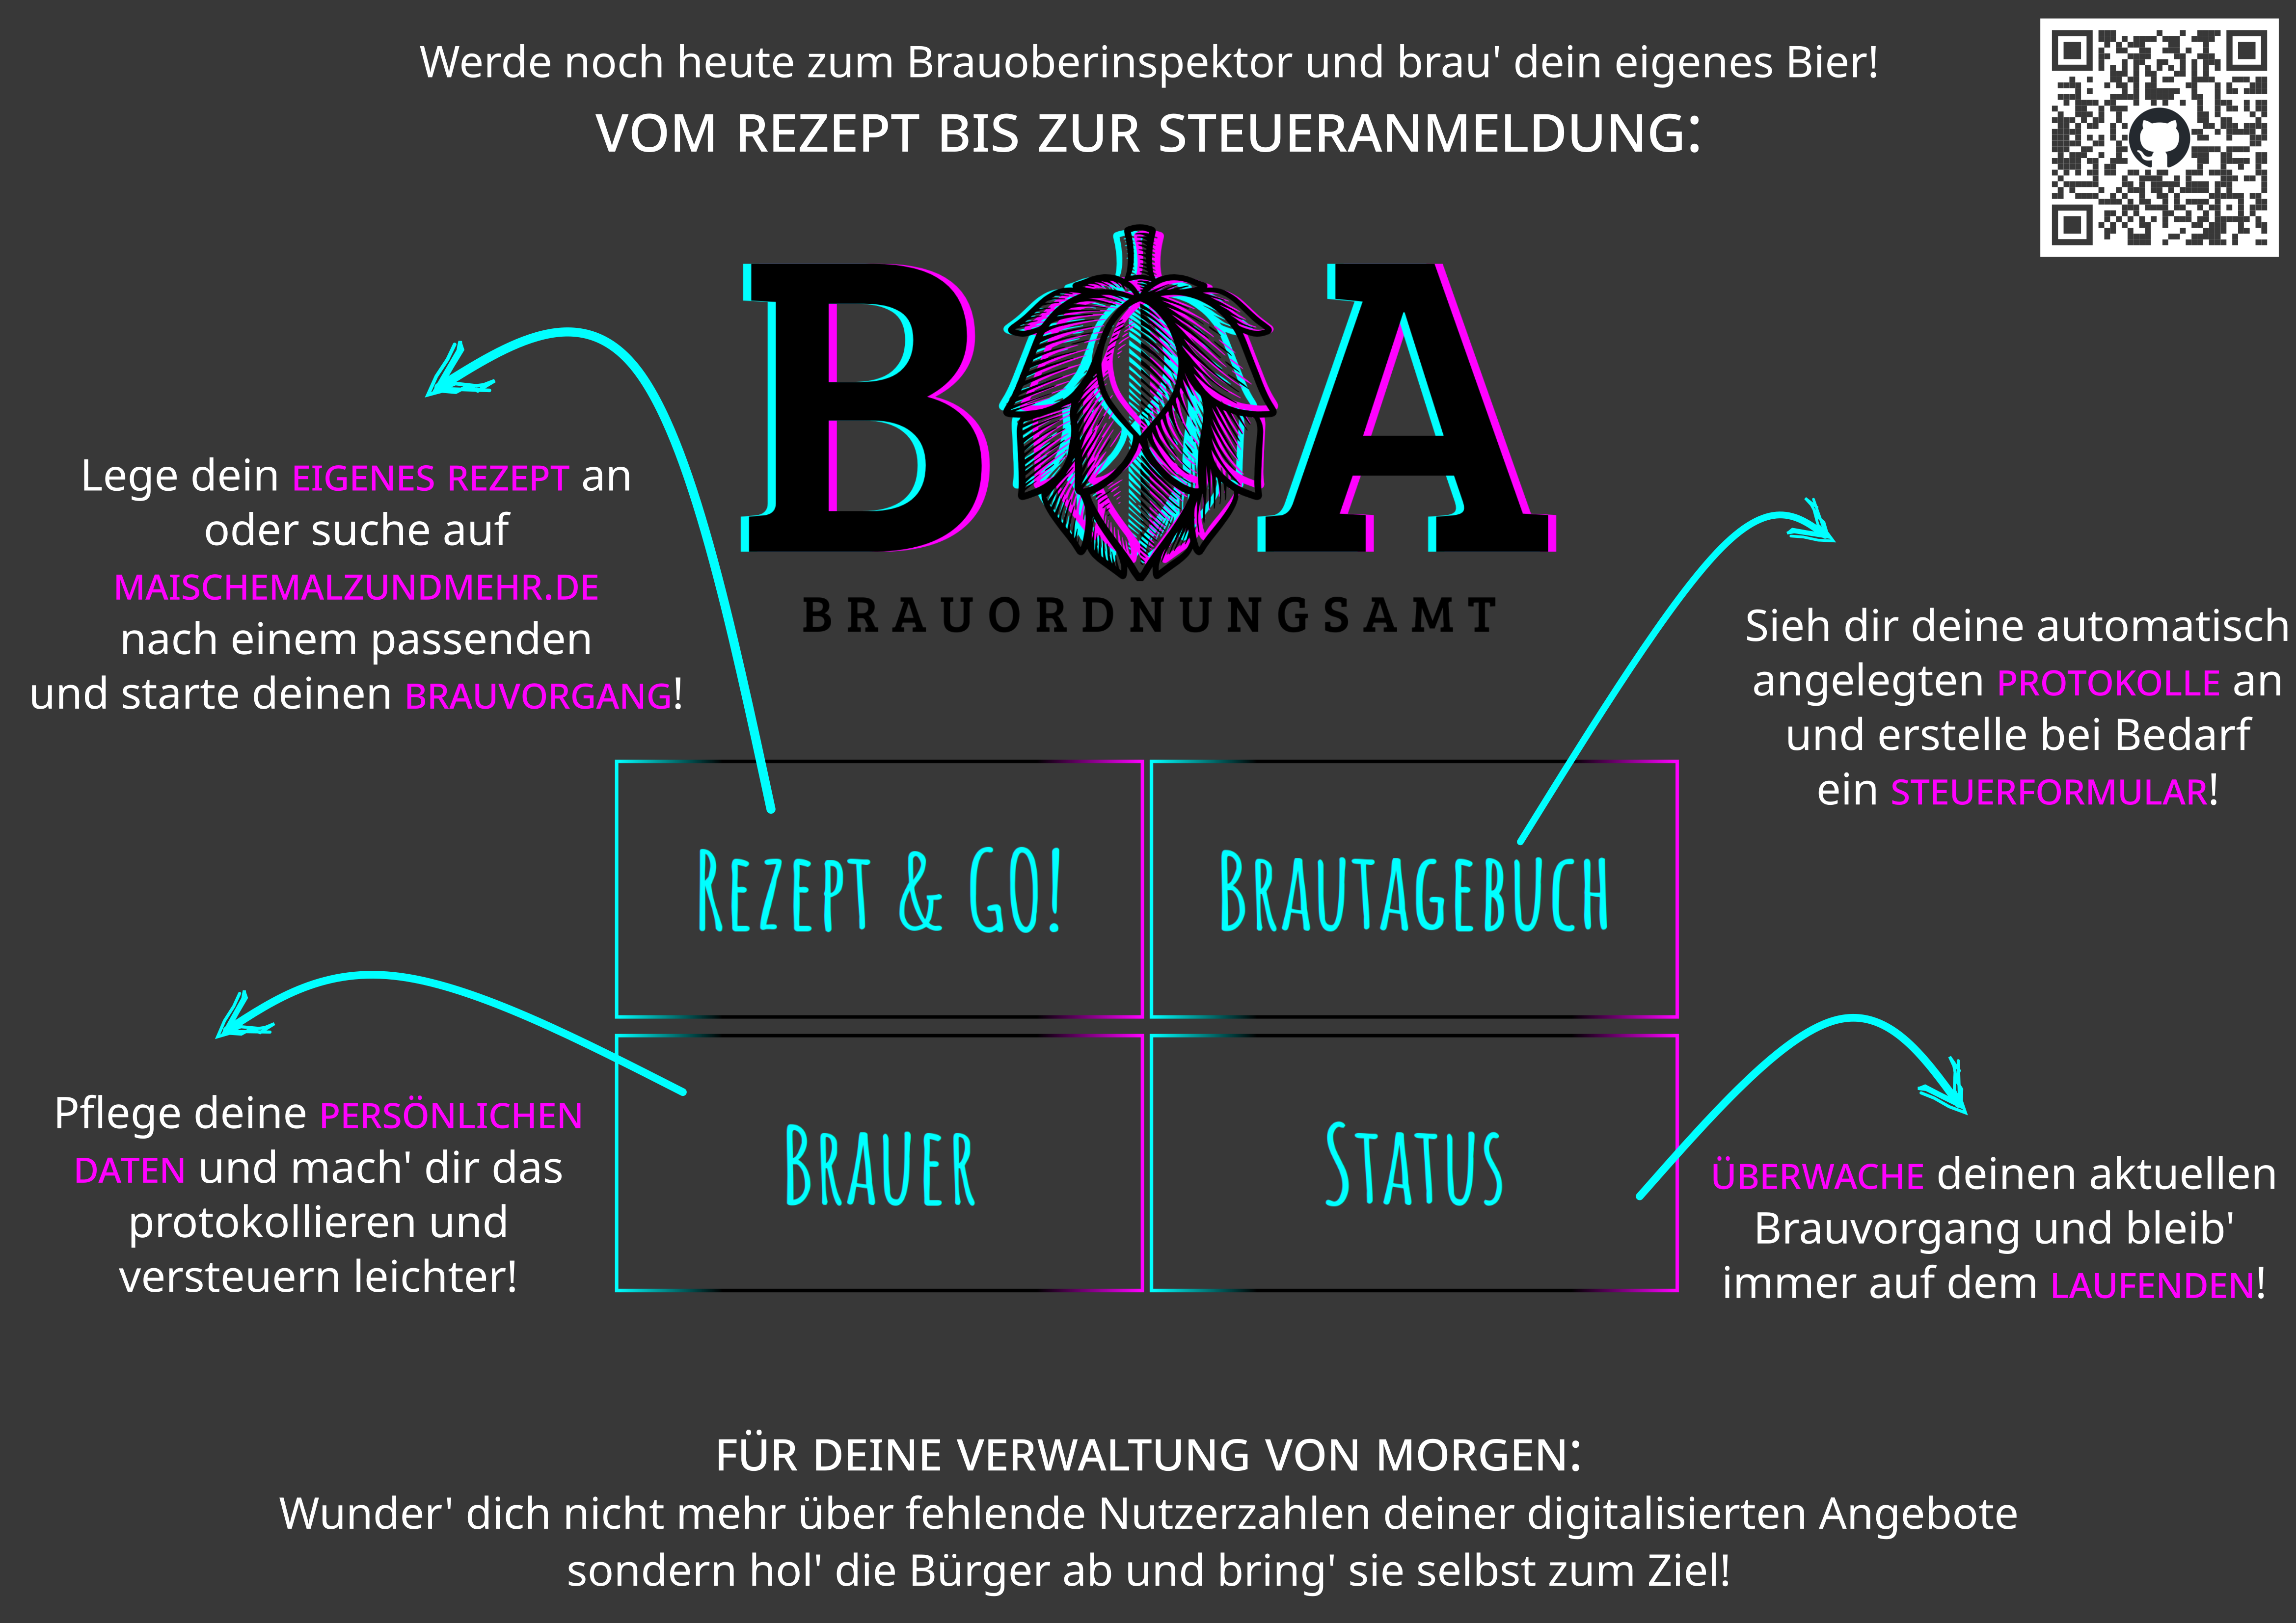 Werde noch heute zum Brauoberinspektor und brau' dein eigenes Bier!
VOM REZEPT BIS ZUR STEUERANMELDUNG:
B A
BRAUORDNUNGSAMT
Lege dein EIGENES REZEPT an
oder suche auf
MAISCHEMALZUNDMEHR.DE
nach einem passenden
und starte deinen BRAUVORGANG!
Sieh dir deine automatisch
angelegten PROTOKOLLE an
und erstelle bei Bedarf
ein STEUERFORMULAR!
REZEPT & GO!
BRAUTAGEBUCH
Pflege deine PERSÖNLICHEN
DATEN und mach' dir das
protokollieren und
versteuern leichter!
BRAUER
STATUS
ÜBERWACHE deinen aktuellen
Brauvorgang und bleib'
immer auf dem LAUFENDEN!
FÜR DEINE VERWALTUNG VON MORGEN:
Wunder' dich nicht mehr über fehlende Nutzerzahlen deiner digitalisierten Angebote
sondern hol' die Bürger ab und bring' sie selbst zum Ziel!